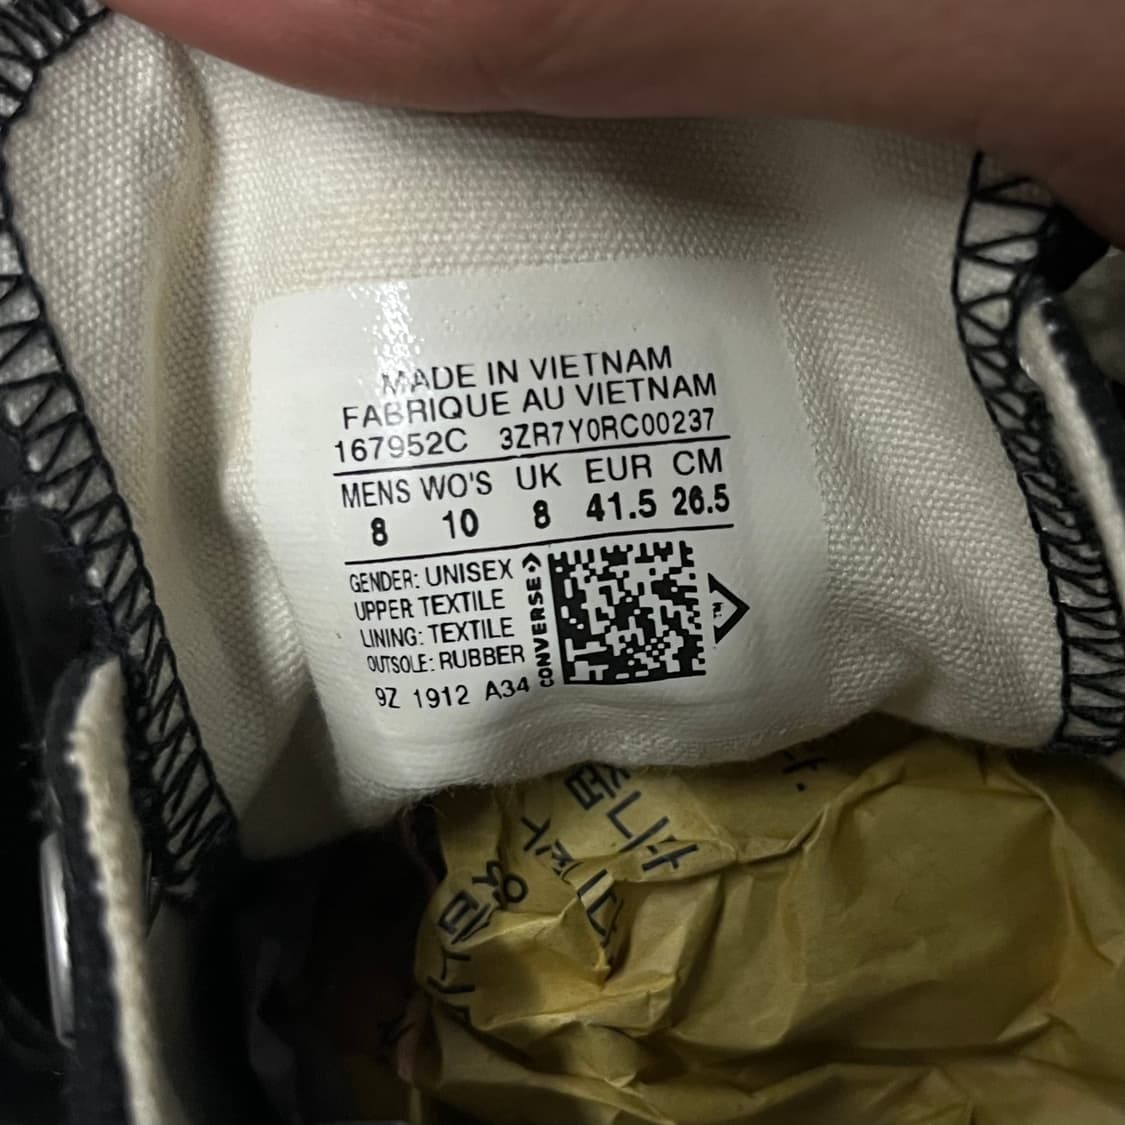 MADE IN VIETNAM
FABRIQUE AU VIETNAM
167952C 3ZR7Y0RC00237
MENS WO'S UK EUR CM
8 10 8 41.5 26.5
GENDER: UNISEX
UPPER TEXTILE
LINING: TEXTILE
OUTSOLE: RUBBER
9Z 1912 A34
CONVERSE